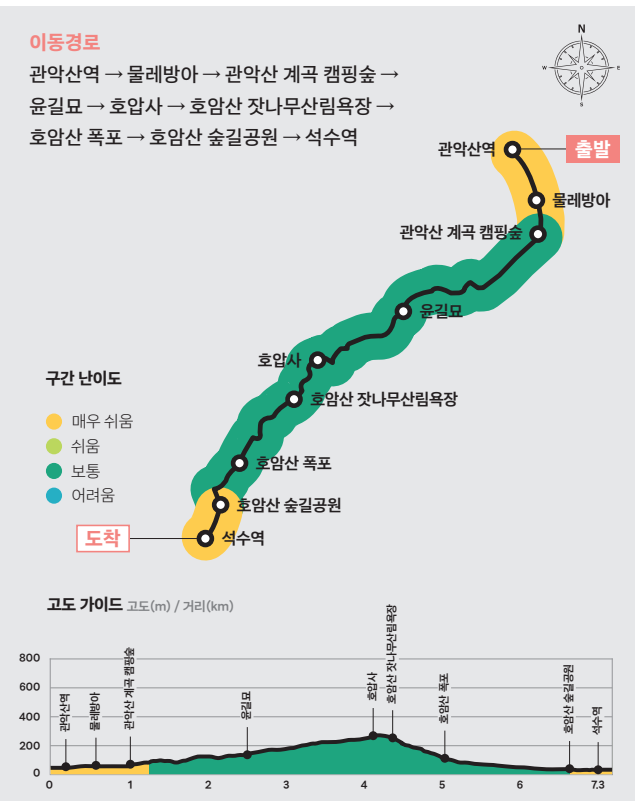 이동경로
관악산역 → 물레방아 → 관악산 계곡 캠핑숲 →
윤길묘 → 호압사 → 호암산 잣나무산림욕장 →
호암산 폭포 → 호암산 숲길공원 → 석수역
N
W
E
S
관악산역
출발
물레방아
관악산 계곡 캠핑숲
윤길묘
호압사
호암산 잣나무산림욕장
호암산 폭포
호암산 숲길공원
도착
석수역
구간 난이도
매우 쉬움
쉬움
보통
어려움
고도 가이드 고도(m) / 거리(km)
800
600
400
200
0
관악산역
물레방아
관악산 계곡 캠핑숲
윤길묘
호압사
호암산 잣나무산림욕장
호암산 폭포
호암산 숲길공원
석수역
0 1 2 3 4 5 6 7.3